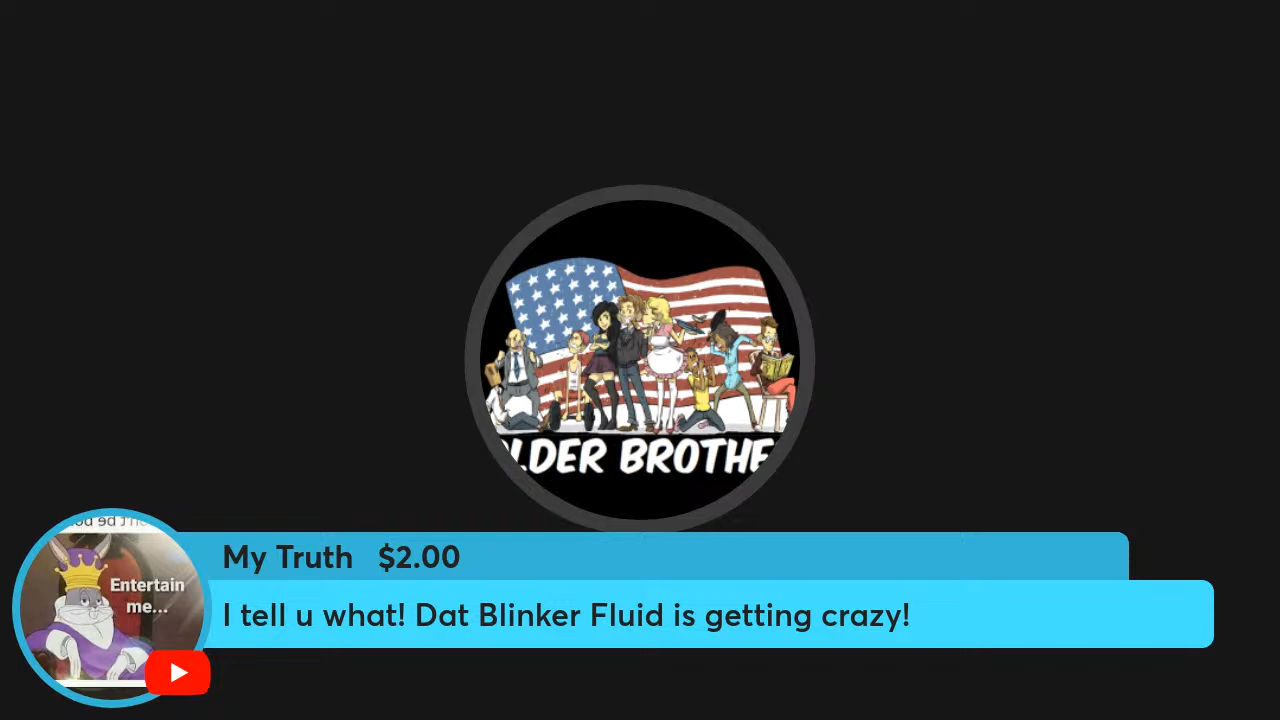 LDER BROTHE
My Truth $2.00
Entertain
me...
I tell u what! Dat Blinker Fluid is getting crazy!